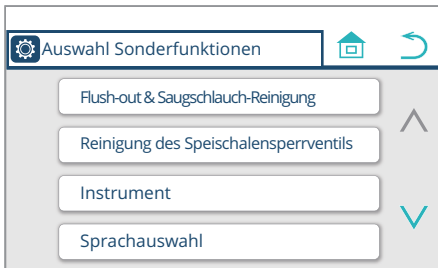 Auswahl Sonderfunktionen
Flush-out & Saugschlauch-Reinigung
Reinigung des Speischalensperrventils
Instrument
Sprachauswahl